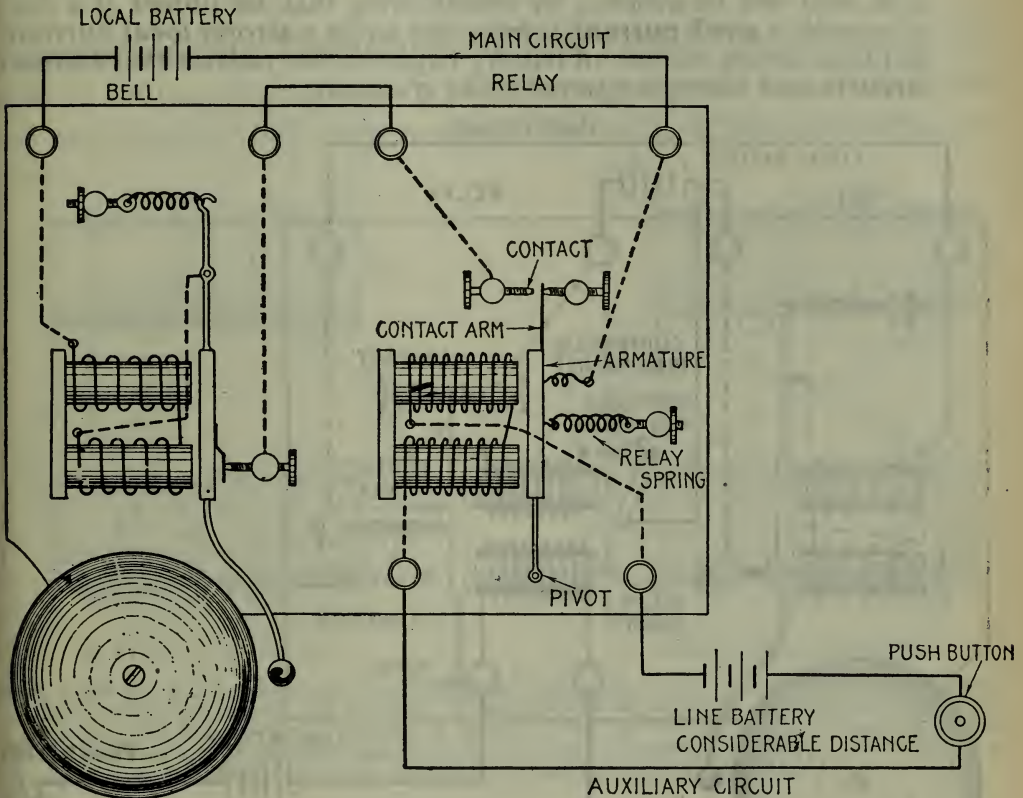 LOCAL BATTERY
MAIN CIRCUIT
BELL
RELAY
CONTACT
CONTACT ARM
ARMATURE
RELAY
SPRING
PIVOT
PUSH BUTTON
LINE BATTERY
CONSIDERABLE DISTANCE
AUXILIARY CIRCUIT